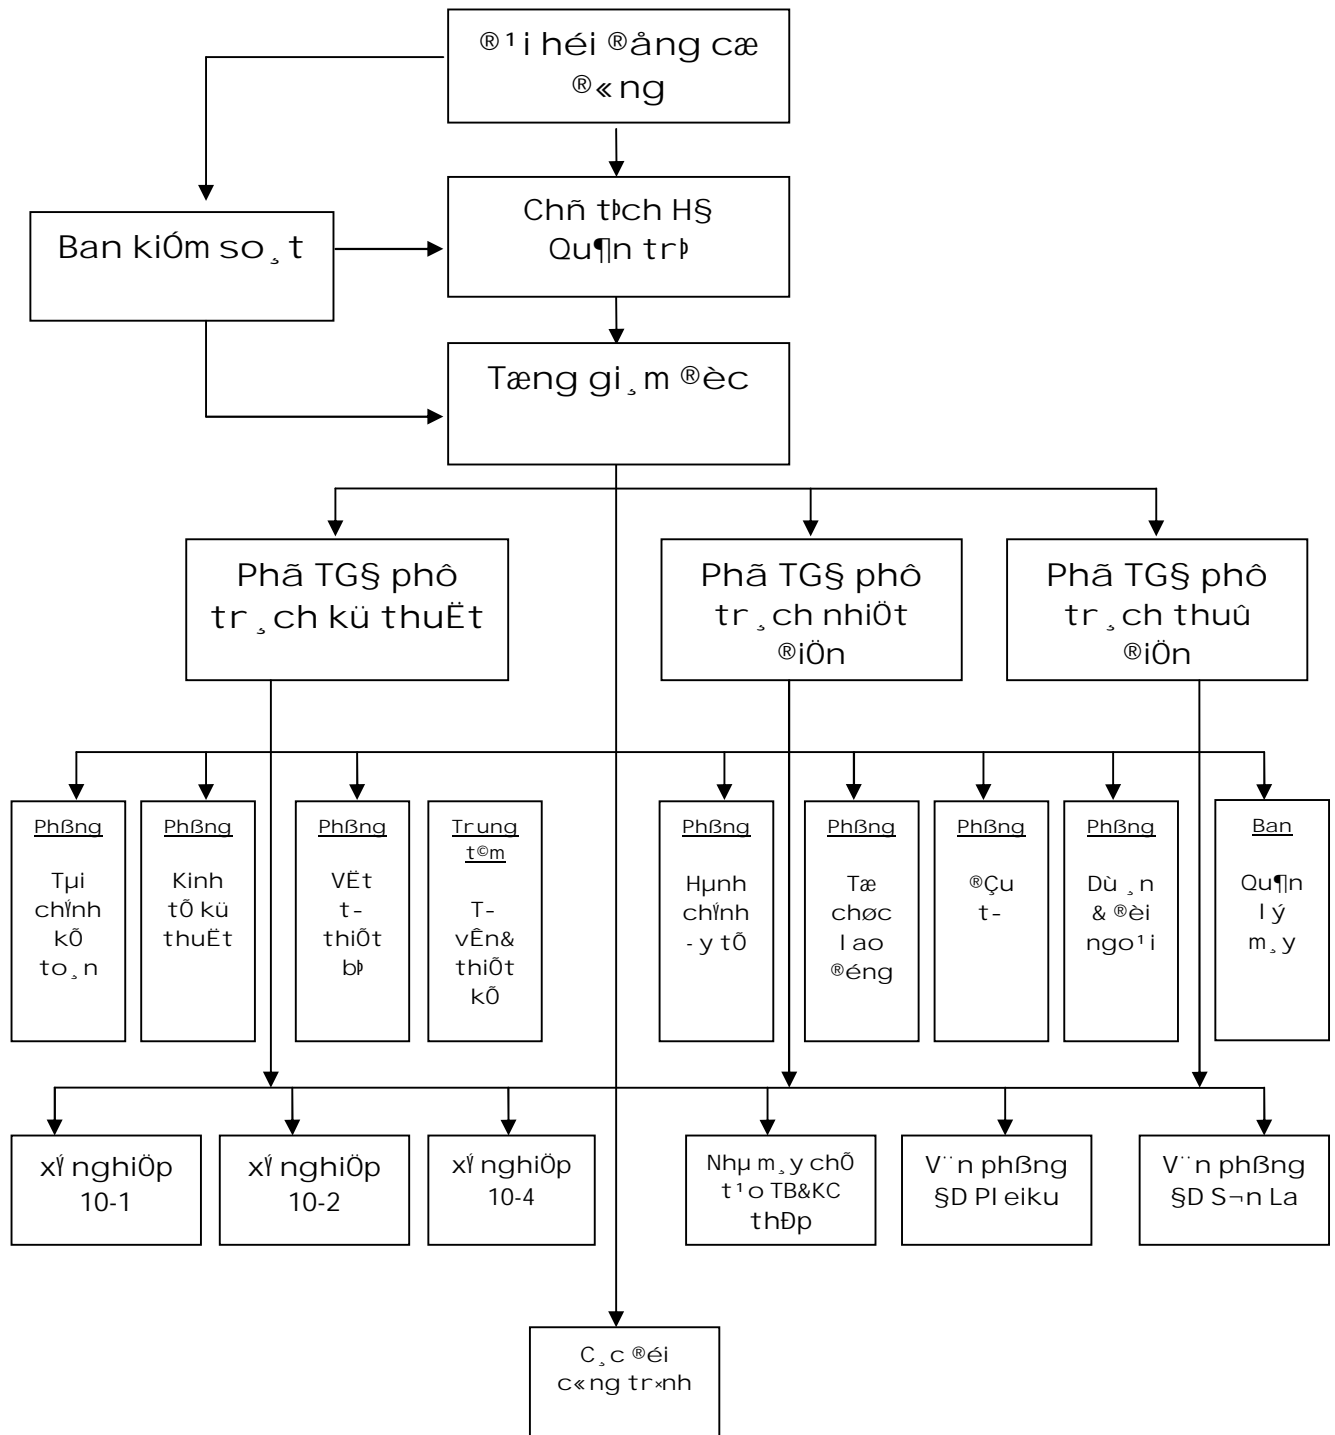 ®¹i héi ®ång cæ
®«ng
Chñ tÞch H§
Qu¶n trÞ
Ban kiÓm so¸t
Tæng gi¸m ®èc
Phã TG§ phô
tr¸ch kü thuËt
Phã TG§ phô
tr¸ch nhiÖt
®iÖn
Phã TG§ phô
tr¸ch thuû
®iÖn
Phßng
Tµi
chÝnh
kÕ
to¸n
Phßng
Kinh
tÕ kü
thuËt
Phßng
VËt
t-
thiÕt
bÞ
Trung
t©m
T-
vÊn&
thiÕt
kÕ
Phßng
Hµnh
chÝnh
- y tÕ
Phßng
Tæ
chøc
lao
®éng
Phßng
®Çu
t-
Phßng
Dù ¸n
& ®èi
ngo¹i
Ban
Qu¶n
lý
m¸y
xÝ nghiÖp
10-1
xÝ nghiÖp
10-2
xÝ nghiÖp
10-4
Nhµ m¸y chÕ
t¹o TB&KC
thÐp
V¨n phßng
§D Pleiku
V¨n phßng
§D S¬n La
C¸c ®éi
c«ng tr×nh